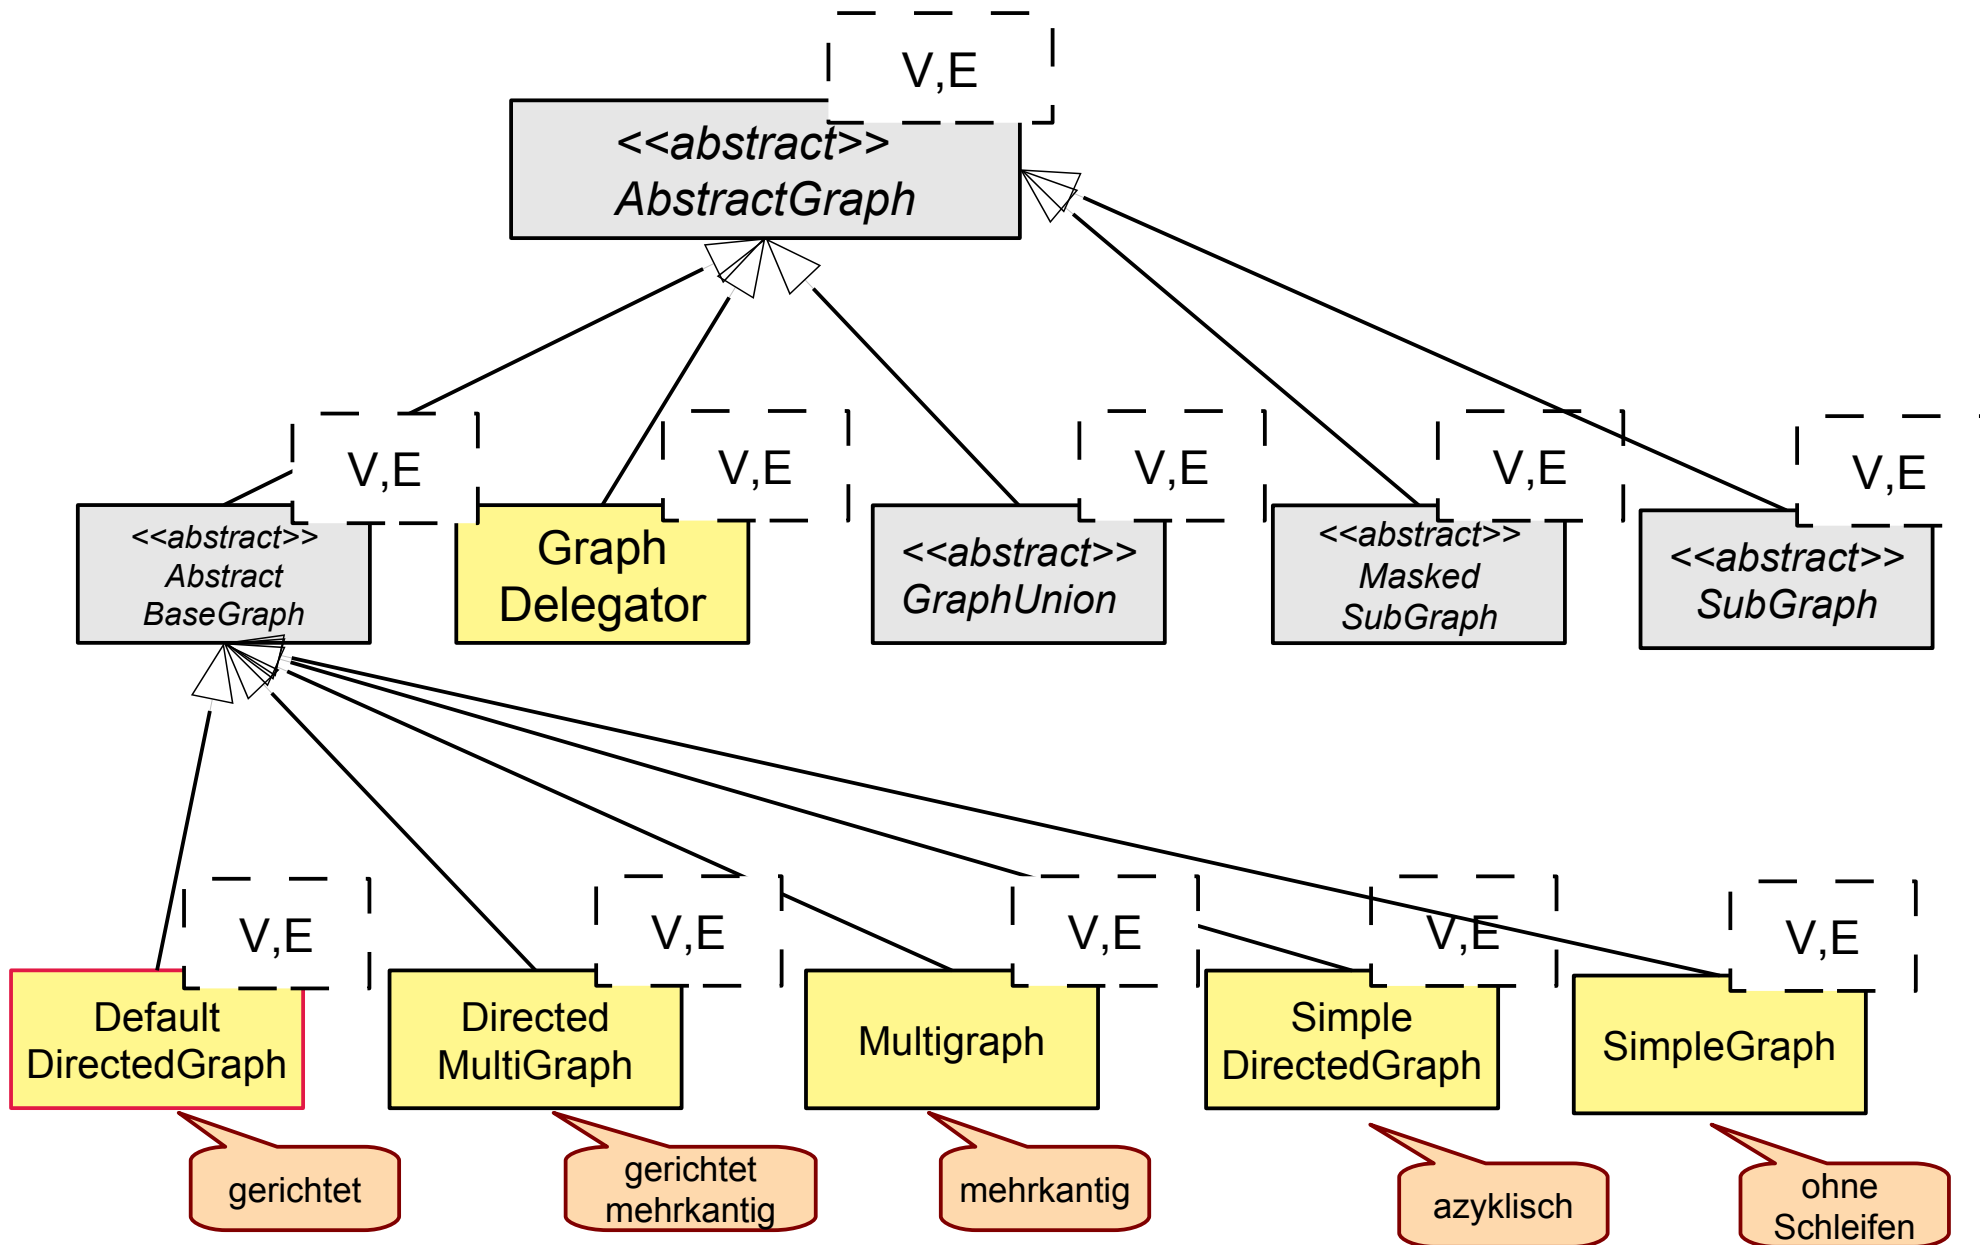 V,E
<<abstract>>
AbstractGraph
V,E
V,E
V,E
V,E
V,E
<<abstract>>
Abstract
BaseGraph
Graph
Delegator
<<abstract>>
GraphUnion
<<abstract>>
Masked
SubGraph
<<abstract>>
SubGraph
V,E
V,E
V,E
V,E
V,E
Default
DirectedGraph
Directed
MultiGraph
Multigraph
Simple
DirectedGraph
SimpleGraph
gerichtet
gerichtet
mehrkantig
mehrkantig
azyklisch
ohne
Schleifen